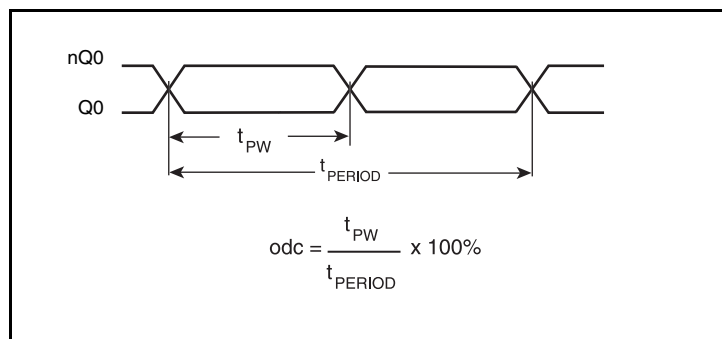 nQ0
Q0
tPW
tPERIOD
odc = tPW / tPERIOD x 100%